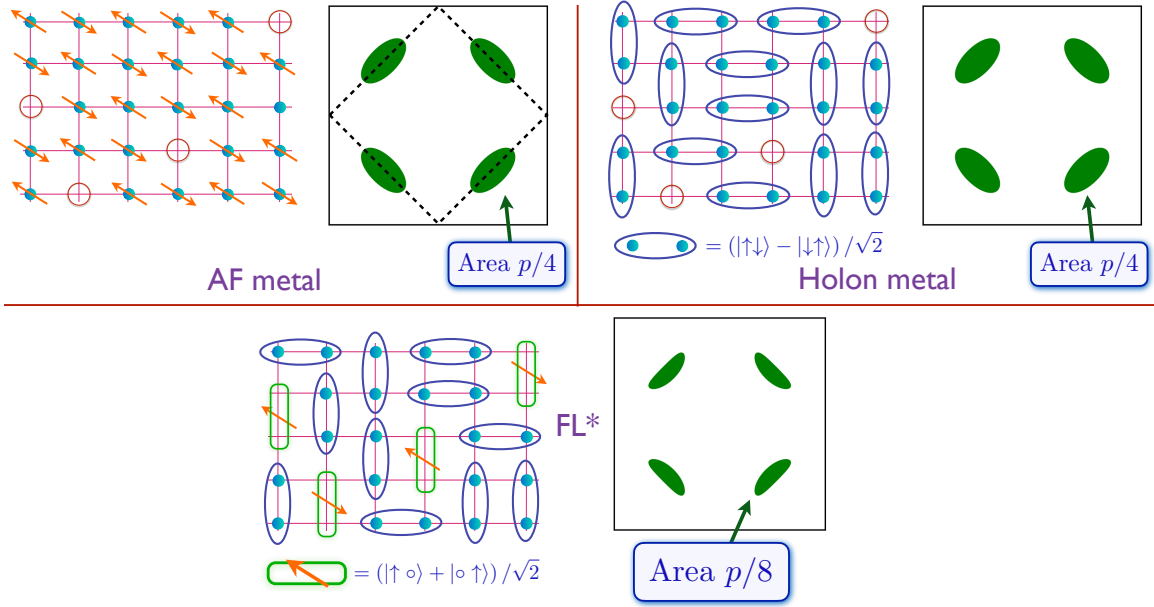 Area p/4
AF metal
= (|↑↓⟩ − |↓↑⟩) /√2
Area p/4
Holon metal
FL*
= (|↑ ∘⟩ + |∘ ↑⟩) /√2
Area p/8